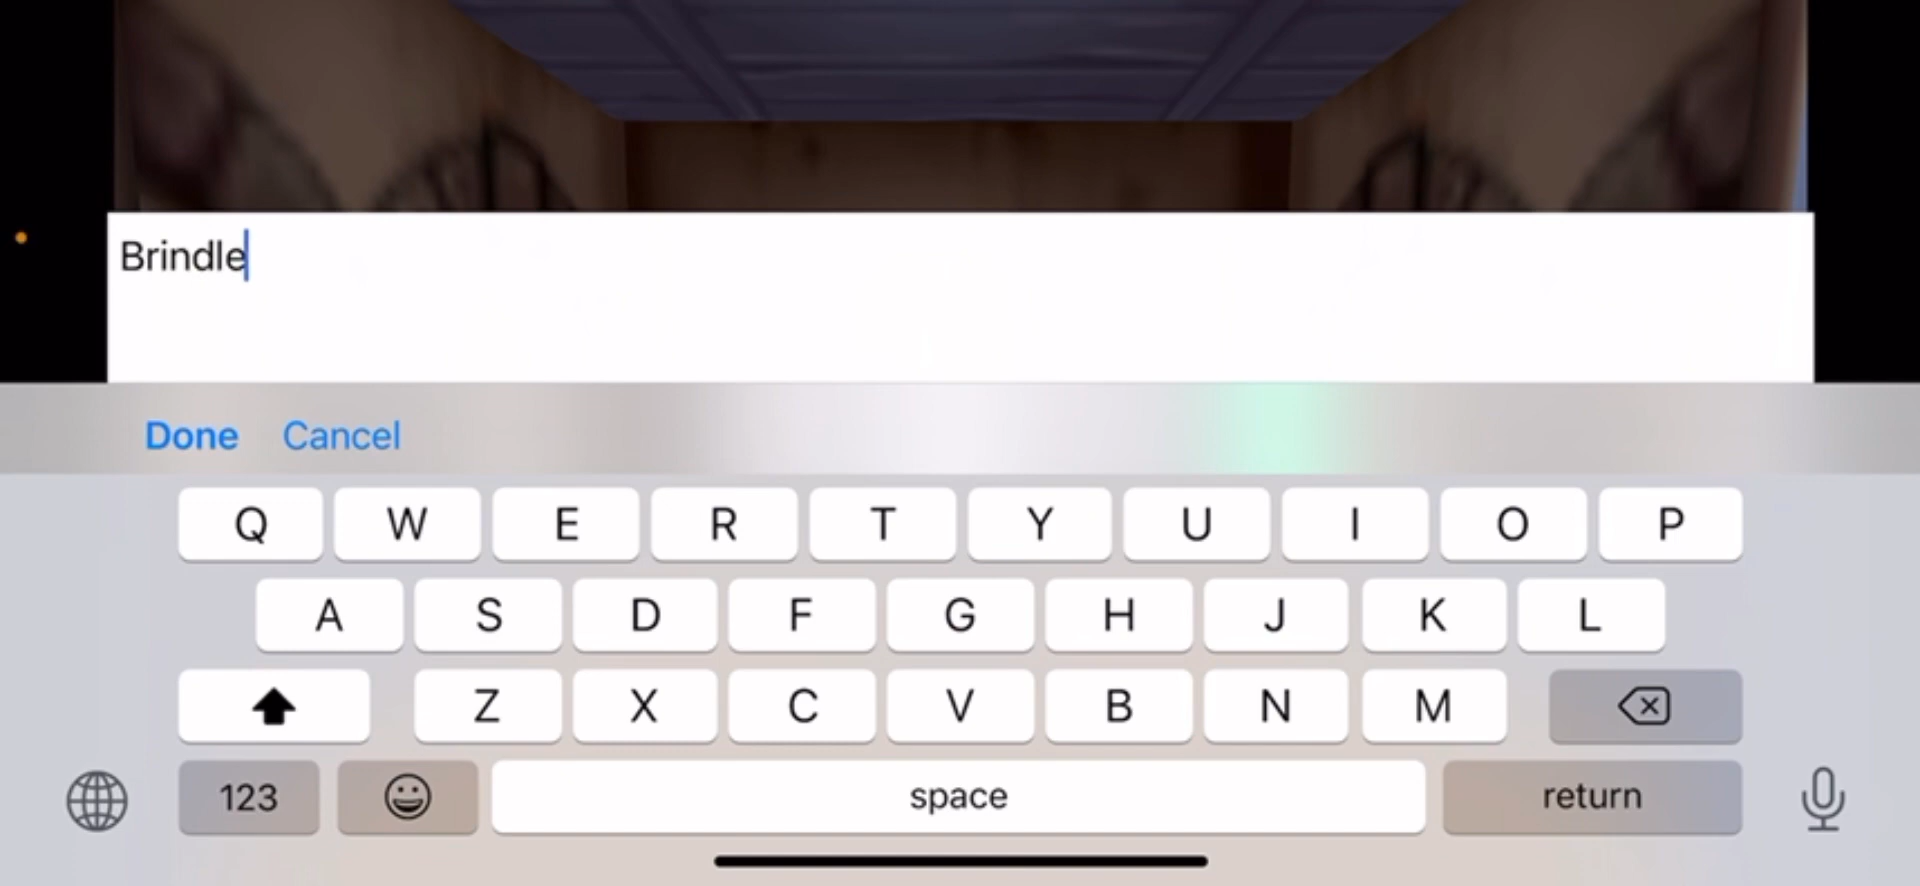 Brindle
Done Cancel
Q W E R T Y U I O P
A S D F G H J K L
Z X C V B N M
123 space return